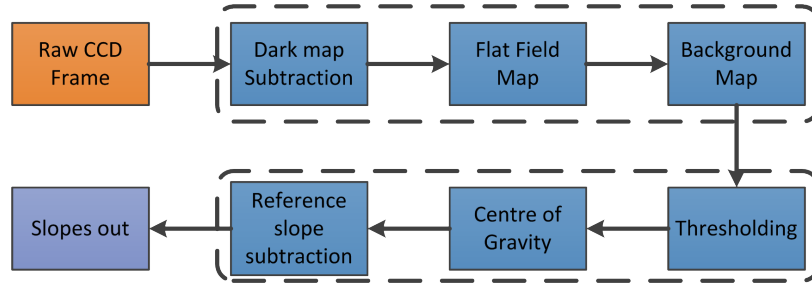 Raw CCD
Frame
Dark map
Subtraction
Flat Field
Map
Background
Map
Slopes out
Reference
slope
subtraction
Centre of
Gravity
Thresholding